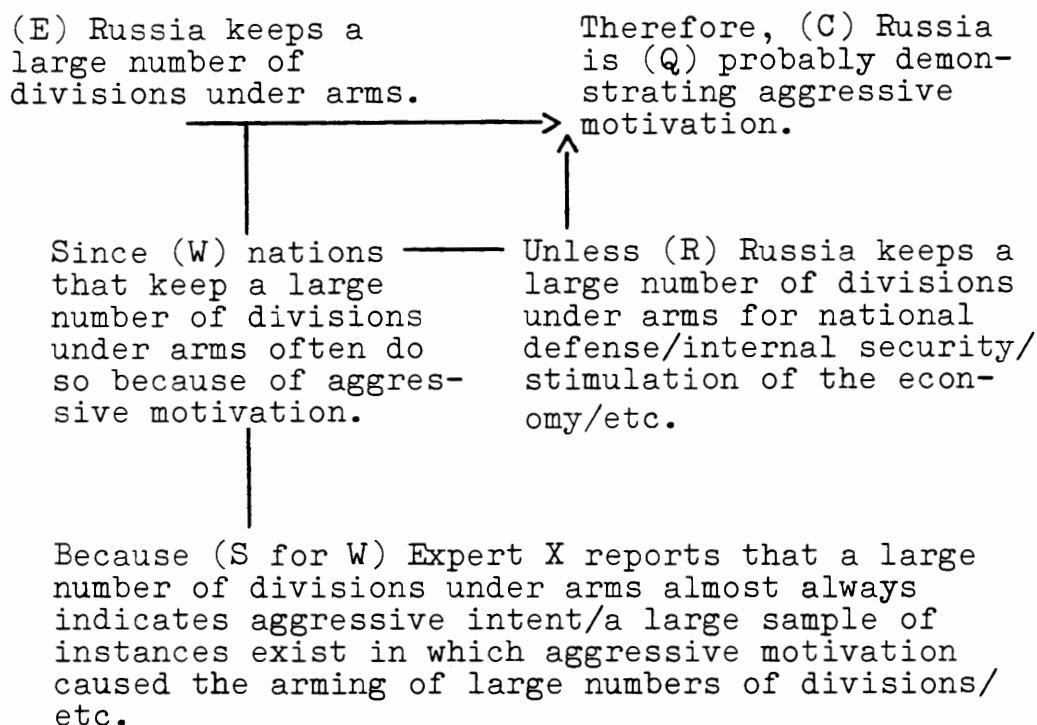 (E) Russia keeps a
large number of
divisions under arms.
Therefore, (C) Russia
is (Q) probably demon-
strating aggressive
motivation.
Since (W) nations
that keep a large
number of divisions
under arms often do
so because of aggres-
sive motivation.
Unless (R) Russia keeps a
large number of divisions
under arms for national
defense/internal security/
stimulation of the econ-
omy/etc.
Because (S for W) Expert X reports that a large
number of divisions under arms almost always
indicates aggressive intent/a large sample of
instances exist in which aggressive motivation
caused the arming of large numbers of divisions/
etc.